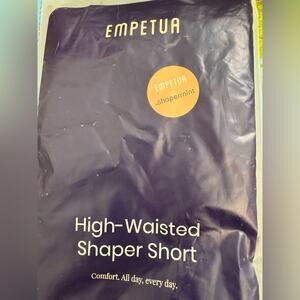 EMPETUA
EMPETUA
Shapermint
High-Waisted
Shaper Short
Comfort. All day, every day.